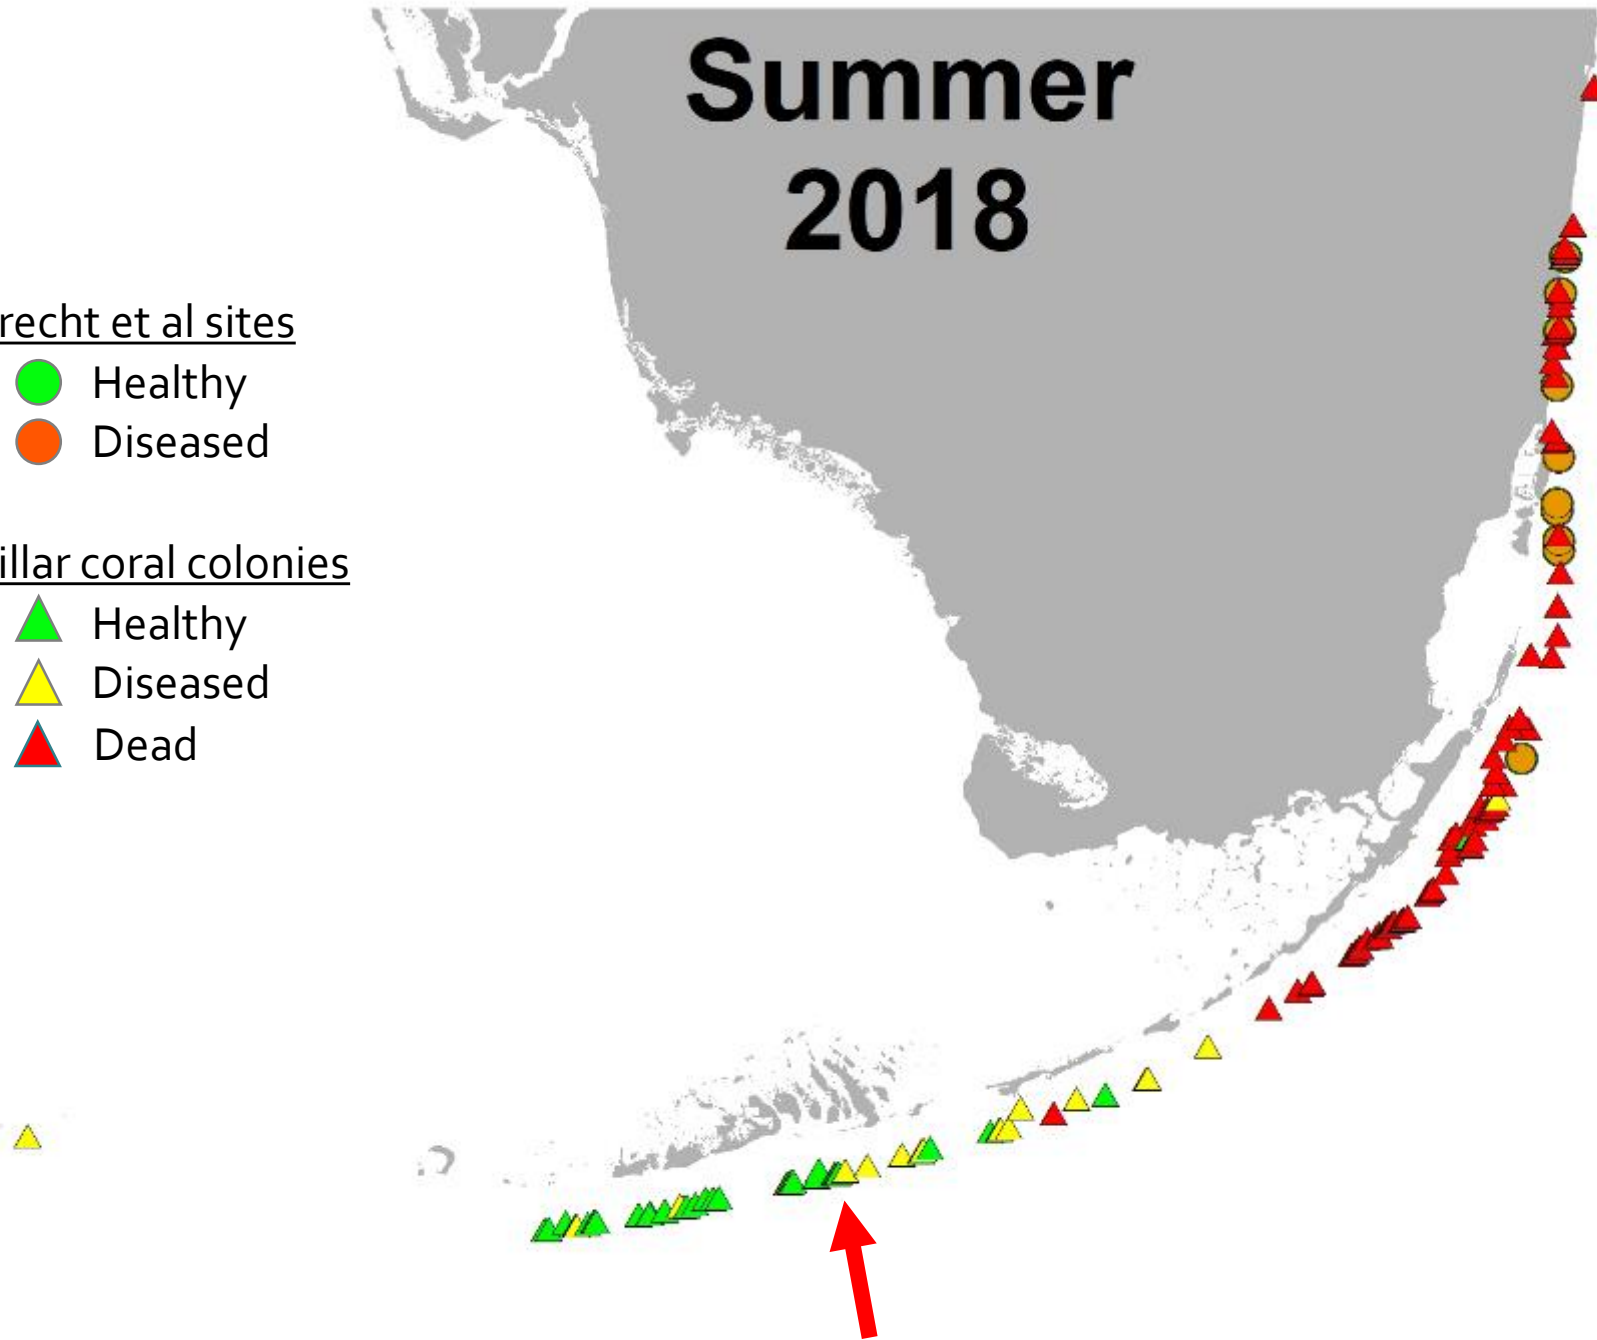 Summer
2018
recht et al sites
Healthy
Diseased
illar coral colonies
Healthy
Diseased
Dead